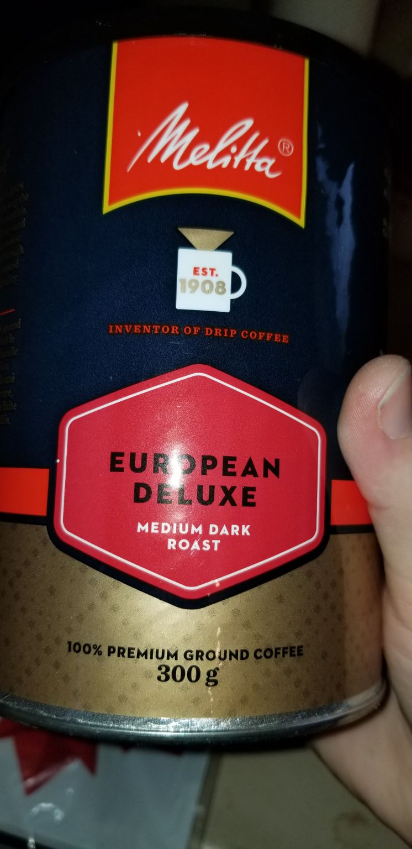 Melitta®
EST.
1908
INVENTOR OF DRIP COFFEE
EUROPEAN
DELUXE
MEDIUM DARK
ROAST
100% PREMIUM GROUND COFFEE
300 g